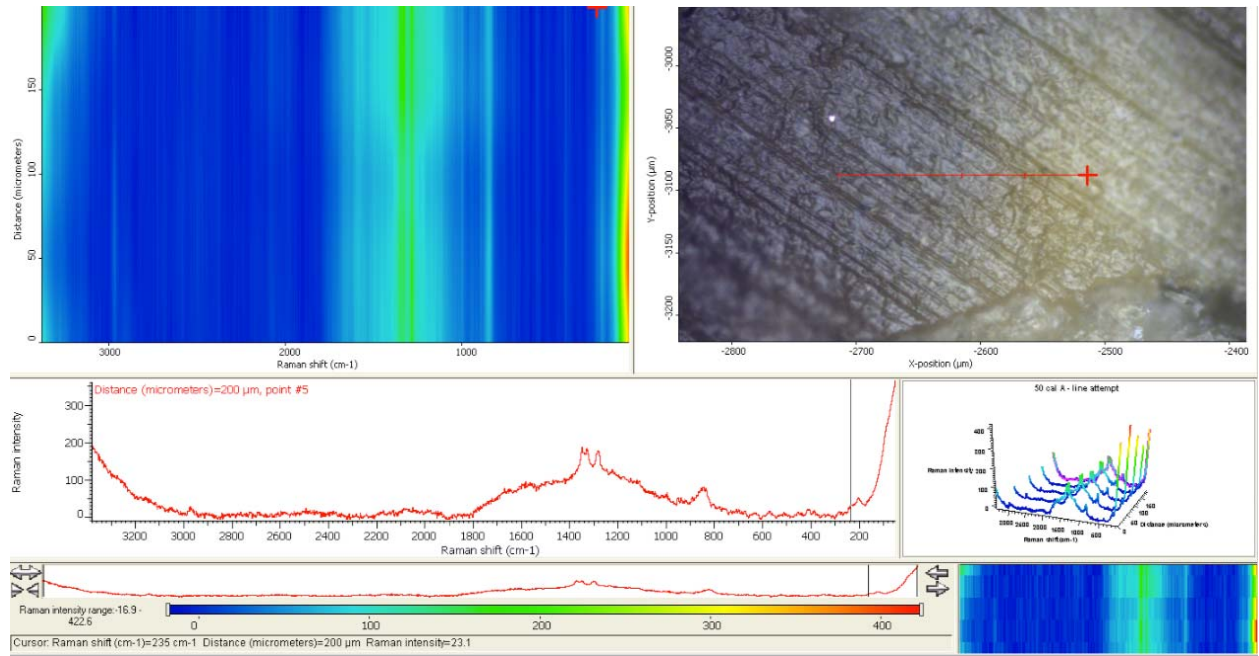 Distance (micrometers)
150
100
50
0
3000
2000
1000
Raman shift (cm-1)
Y-position (µm)
-3000
-3050
-3100
-3150
-3200
-2800
-2700
-2600
-2500
-2400
X-position (µm)
Distance (micrometers)=200 µm, point #5
Raman intensity
300
200
100
0
3200 3000 2800 2600 2400 2200 2000 1800 1600 1400 1200 1000 800 600 400 200
Raman shift (cm-1)
50 cal A - line attempt
Raman intensity
400
300
200
100
0
Raman shift(cm-1)
Distance (micrometers)
Raman intensity range:-16.9 -
422.6
0 100 200 300 400
Cursor: Raman shift (cm-1)=235 cm-1 Distance (micrometers)=200 µm Raman intensity=23.1